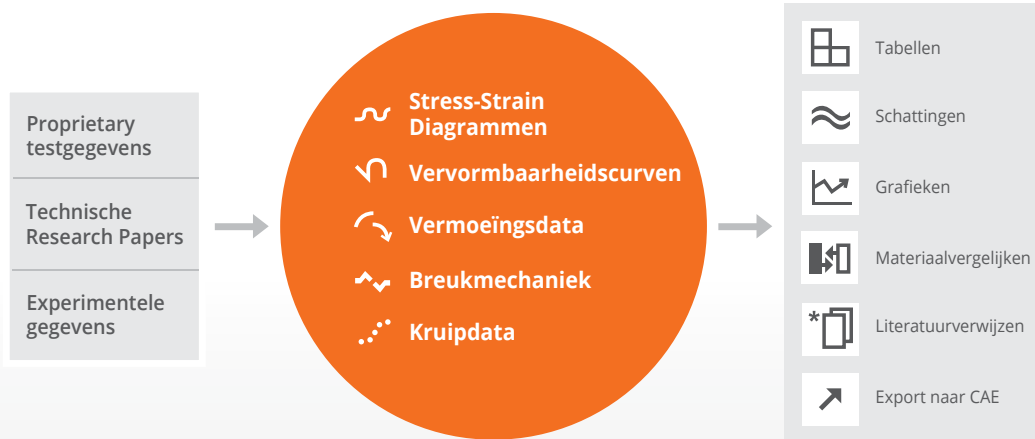 Proprietary
testgegevens
Technische
Research Papers
Experimentele
gegevens
Stress-Strain
Diagrammen
Vervormbaarheidscurven
Vermoeïngsdata
Breukmechaniek
Kruipdata
Tabellen
Schattingen
Grafieken
Materiaalvergelijken
* Literatuurverwijzen
Export naar CAE